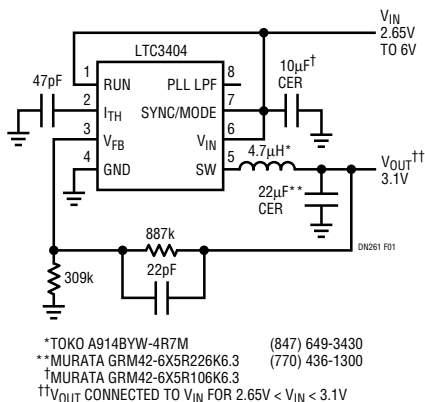 VIN
2.65V
TO 6V
LTC3404
47pF
1
RUN
PLL LPF
8
10µF†
CER
2
ITH
SYNC/MODE
7
3
VFB
VIN
6
4.7µH*
4
GND
SW
5
VOUT††
3.1V
22µF**
CER
DN261 F01
887k
309k
22pF
*TOKO A914BYW-4R7M (847) 649-3430
**MURATA GRM42-6X5R226K6.3 (770) 436-1300
†MURATA GRM42-6X5R106K6.3
††VOUT CONNECTED TO VIN FOR 2.65V < VIN < 3.1V